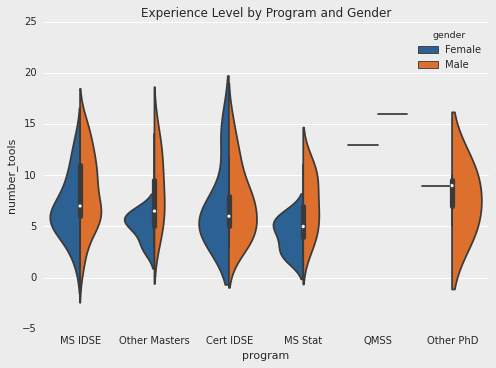 Experience Level by Program and Gender
gender
Female
Male
25
20
15
10
5
0
−5
number_tools
MS IDSE
Other Masters
Cert IDSE
MS Stat
QMSS
Other PhD
program